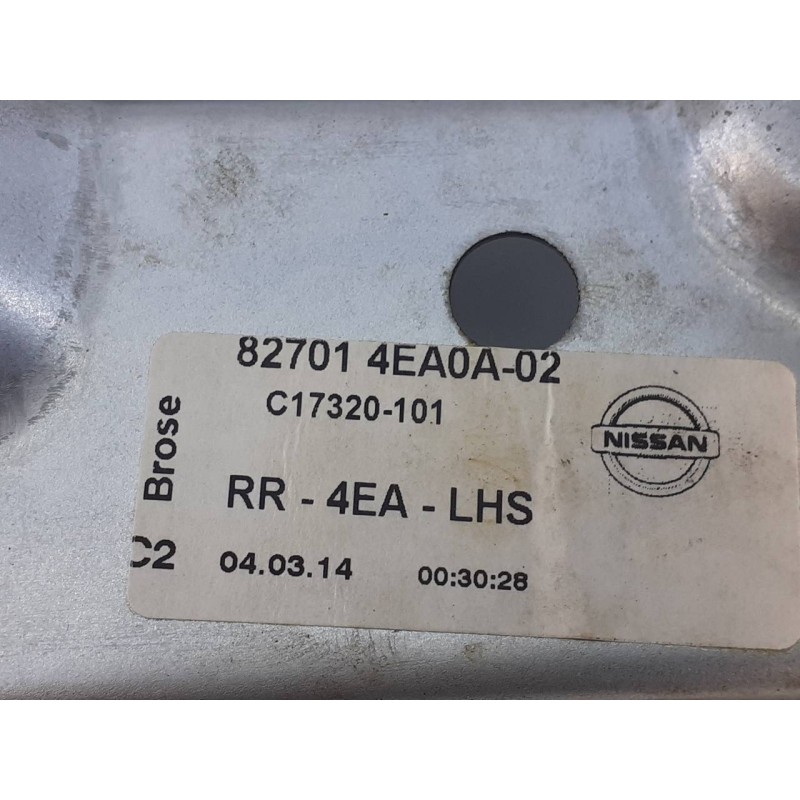 82701 4EA0A-02
C17320-101
NISSAN
Brose
RR - 4EA - LHS
C2
04.03.14 00:30:28